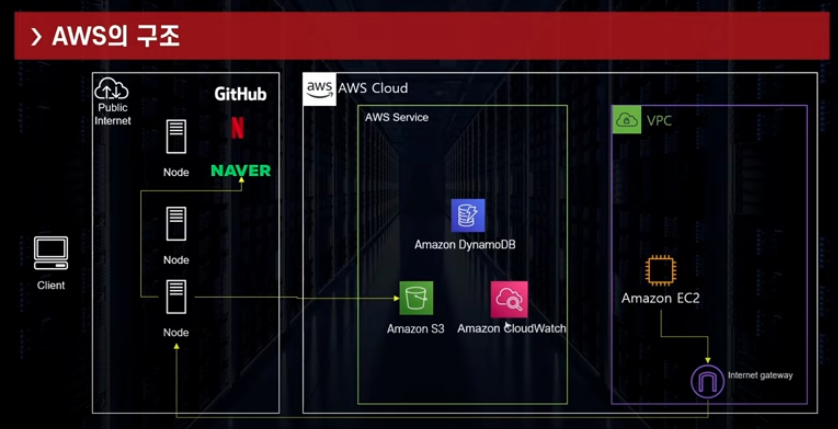 › AWS의 구조
Public
Internet
GitHub
N
NAVER
Node
Node
Node
Client
aws
AWS Cloud
AWS Service
Amazon DynamoDB
Amazon S3
Amazon CloudWatch
VPC
Amazon EC2
Internet gateway